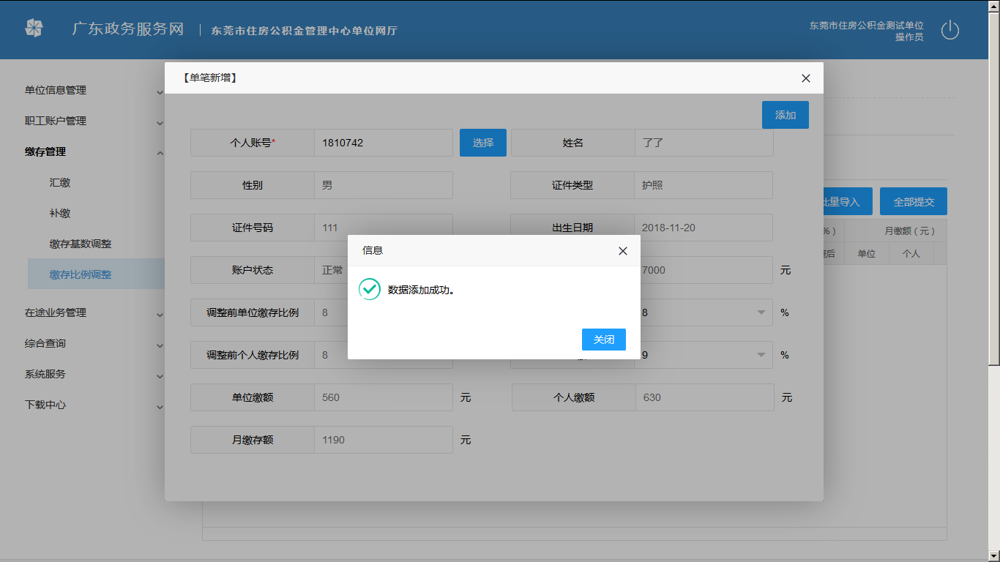 广东政务服务网 | 东莞市住房公积金管理中心单位网厅
东莞市住房公积金测试单位
操作员
单位信息管理
职工账户管理
缴存管理
汇缴
补缴
缴存基数调整
缴存比例调整
在途业务管理
综合查询
系统服务
下载中心
【单笔新增】
添加
个人账号* 1810742 选择 姓名 了了
性别 男 证件类型 护照
证件号码 111 出生日期 2018-11-20
账户状态 正常 7000 元
调整前单位缴存比例 8 8 %
调整前个人缴存比例 8 9 %
单位缴额 560 元 个人缴额 630 元
月缴存额 1190 元
信息
数据添加成功。
关闭
批量导入 全部提交
%) 月缴额(元)
后 单位 个人